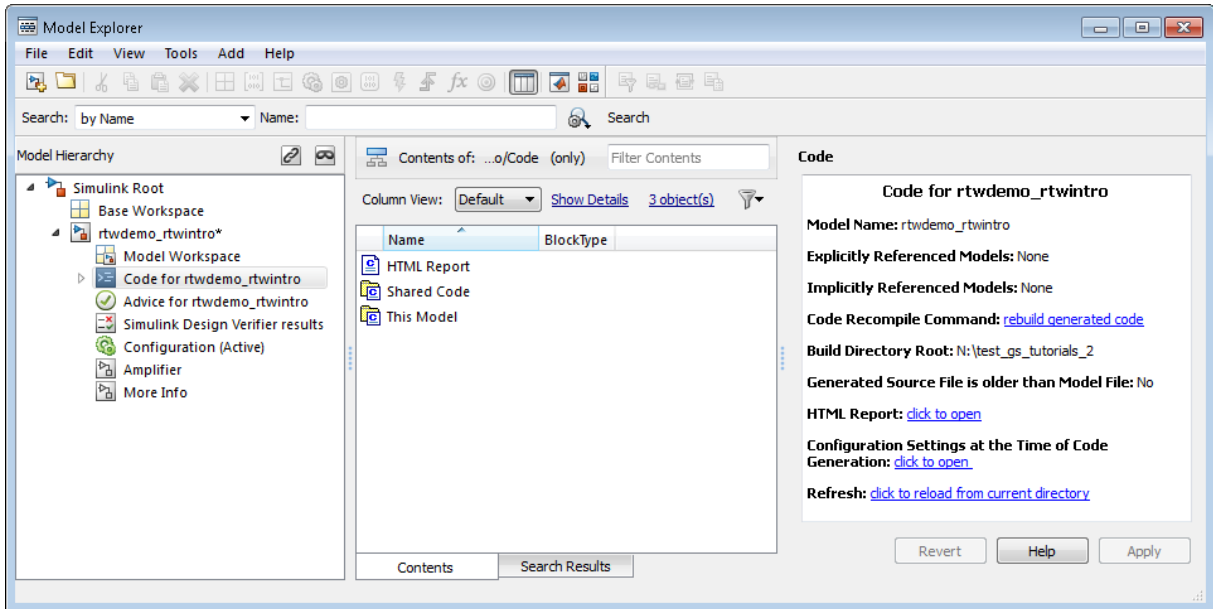 Model Explorer
File Edit View Tools Add Help
fx
Search: by Name Name: Search
Model Hierarchy
Simulink Root
Base Workspace
rtwdemo_rtwintro*
Model Workspace
Code for rtwdemo_rtwintro
Advice for rtwdemo_rtwintro
Simulink Design Verifier results
Configuration (Active)
Amplifier
More Info
Contents of: ...o/Code (only) Filter Contents
Column View: Default Show Details 3 object(s)
Name BlockType
HTML Report
Shared Code
This Model
Contents Search Results
Code
Code for rtwdemo_rtwintro
Model Name: rtwdemo_rtwintro
Explicitly Referenced Models: None
Implicitly Referenced Models: None
Code Recompile Command: rebuild generated code
Build Directory Root: N:\test_gs_tutorials_2
Generated Source File is older than Model File: No
HTML Report: click to open
Configuration Settings at the Time of Code
Generation: click to open
Refresh: click to reload from current directory
Revert Help Apply